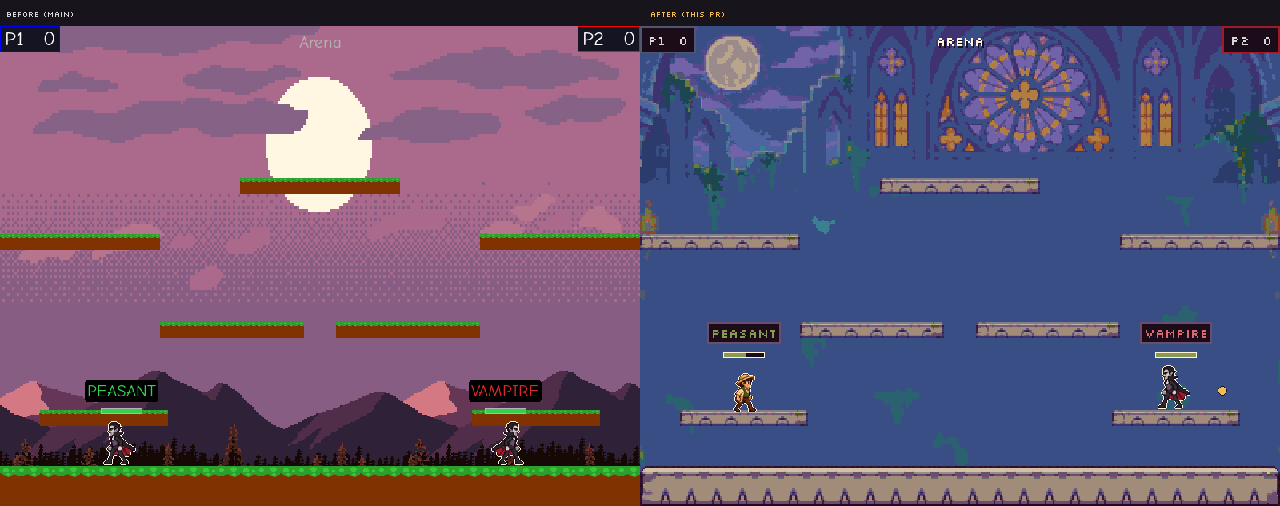 BEFORE (MAIN)
P1 0
Arena
P2 0
PEASANT
VAMPIRE
AFTER (THIS PR)
P1 0
ARENA
P2 0
PEASANT
VAMPIRE